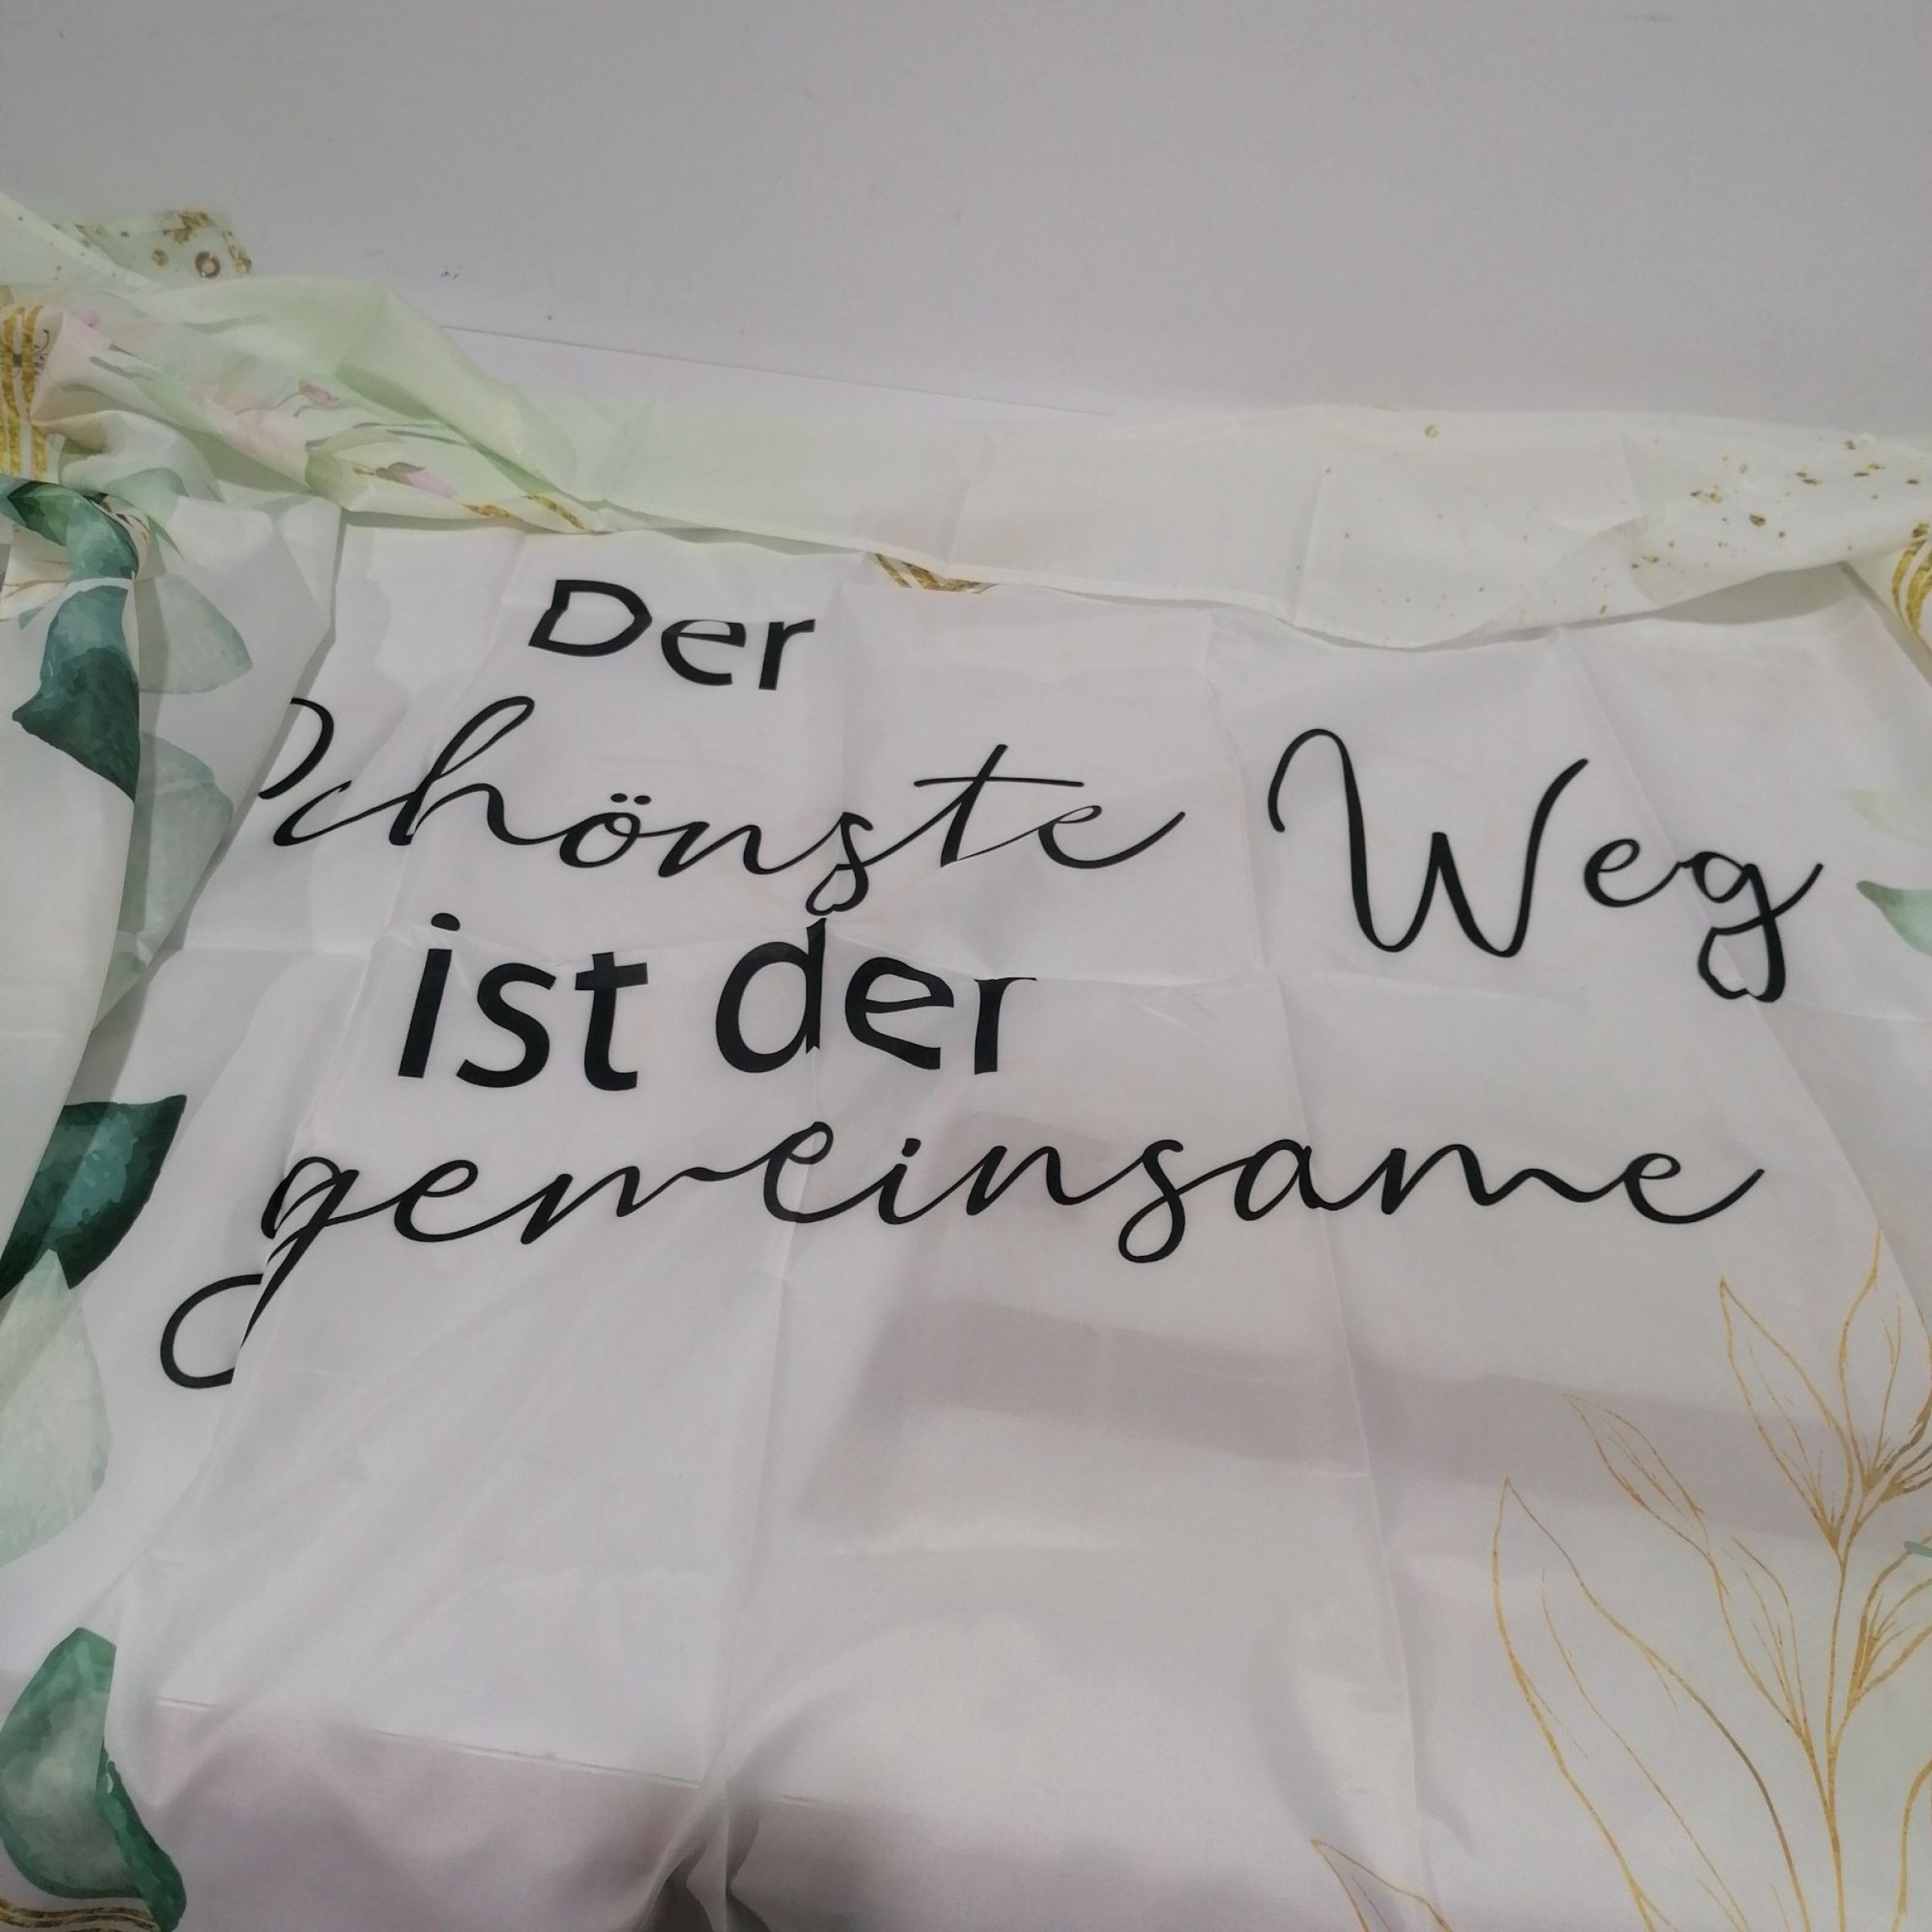 Der
Schönste Weg
ist der
gemeinsame